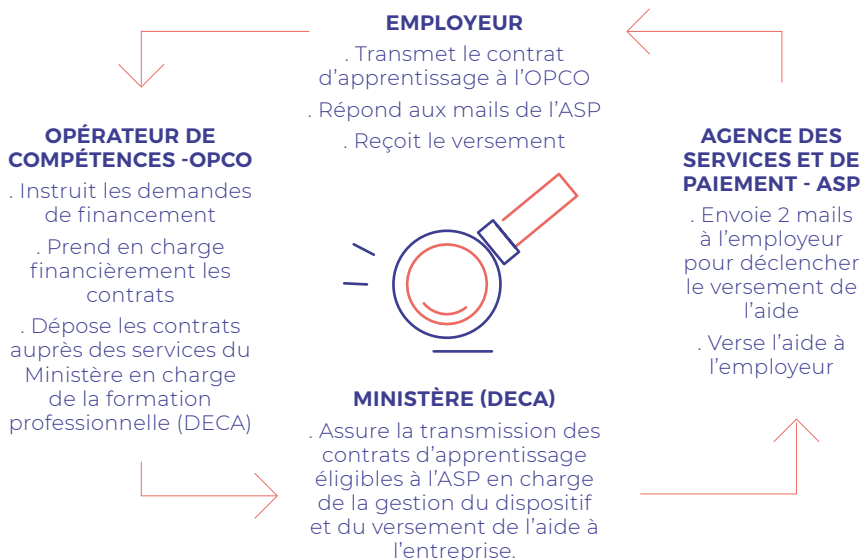 EMPLOYEUR
. Transmet le contrat
d’apprentissage à l’OPCO
. Répond aux mails de l’ASP
. Reçoit le versement
OPÉRATEUR DE
COMPÉTENCES -OPCO
. Instruit les demandes
de financement
. Prend en charge
financièrement les
contrats
. Dépose les contrats
auprès des services du
Ministère en charge
de la formation
professionnelle (DECA)
MINISTÈRE (DECA)
. Assure la transmission des
contrats d’apprentissage
éligibles à l’ASP en charge
de la gestion du dispositif
et du versement de l’aide à
l’entreprise.
AGENCE DES
SERVICES ET DE
PAIEMENT - ASP
. Envoie 2 mails
à l’employeur
pour déclencher
le versement de
l’aide
. Verse l’aide à
l’employeur